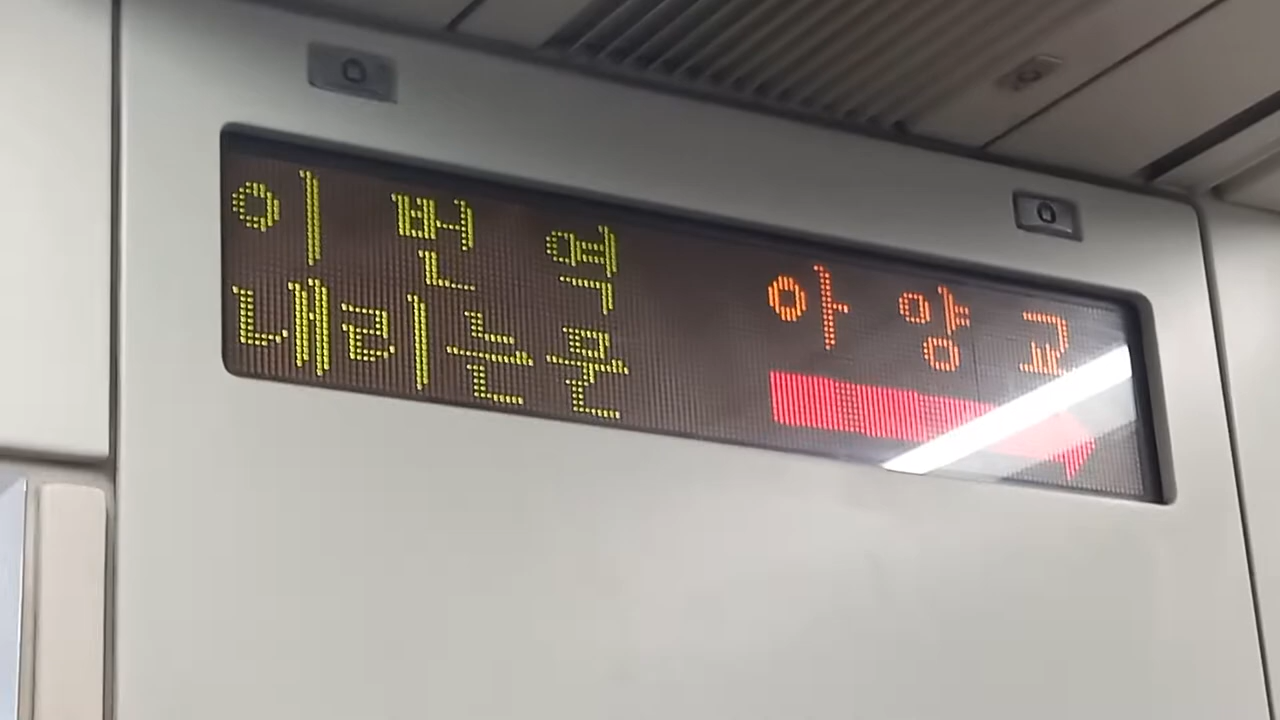 이 번 역 아 양 교
내리는문